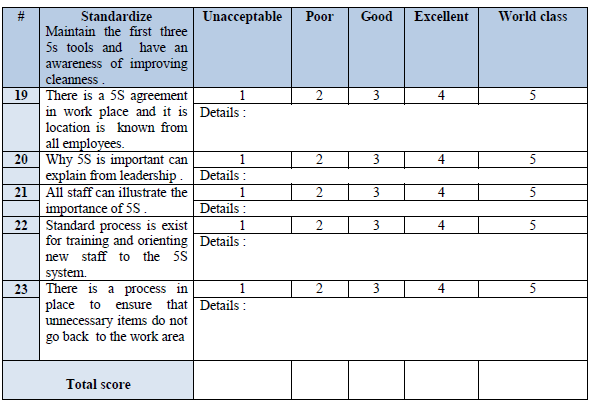 # Standardize Unacceptable Poor Good Excellent World class
Maintain the first three
5s tools and have an
awareness of improving
cleanness .
19 There is a 5S agreement 1 2 3 4 5
in work place and it is Details :
location is known from
all employees.
20 Why 5S is important can 1 2 3 4 5
explain from leadership . Details :
21 All staff can illustrate the 1 2 3 4 5
importance of 5S . Details :
22 Standard process is exist 1 2 3 4 5
for training and orienting Details :
new staff to the 5S
system.
23 There is a process in 1 2 3 4 5
place to ensure that Details :
unnecessary items do not
go back to the work area
Total score